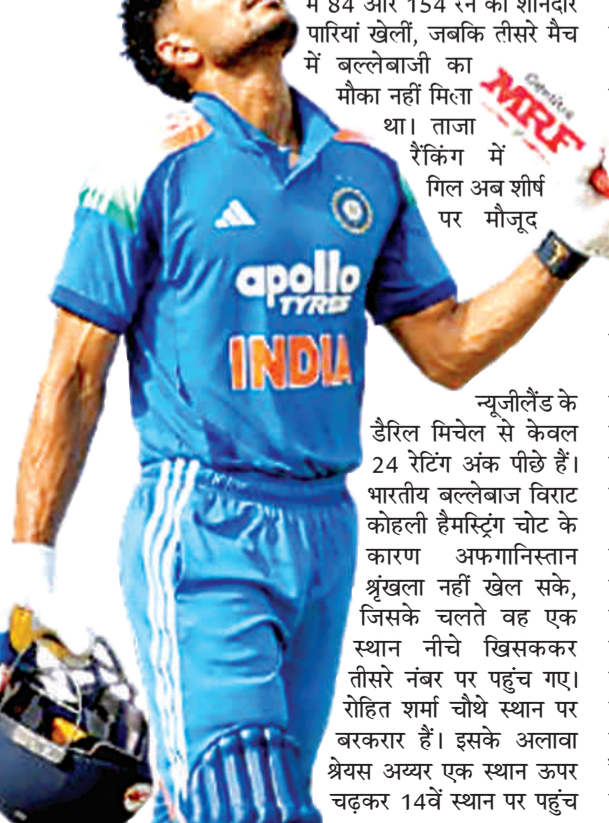 में 84 और 154 रन की शानदार
पारियां खेलीं, जबकि तीसरे मैच
में बल्लेबाजी का
मौका नहीं मिला
था। ताजा
रैंकिंग में
गिल अब शीर्ष
पर मौजूद
Genius
MRF
apollo
TYRES
INDIA
न्यूजीलैंड के
डैरिल मिचेल से केवल
24 रेटिंग अंक पीछे हैं।
भारतीय बल्लेबाज विराट
कोहली हैमस्ट्रिंग चोट के
कारण अफगानिस्तान
श्रृंखला नहीं खेल सके,
जिसके चलते वह एक
स्थान नीचे खिसककर
तीसरे नंबर पर पहुंच गए।
रोहित शर्मा चौथे स्थान पर
बरकरार हैं। इसके अलावा
श्रेयस अय्यर एक स्थान ऊपर
चढ़कर 14वें स्थान पर पहुंच